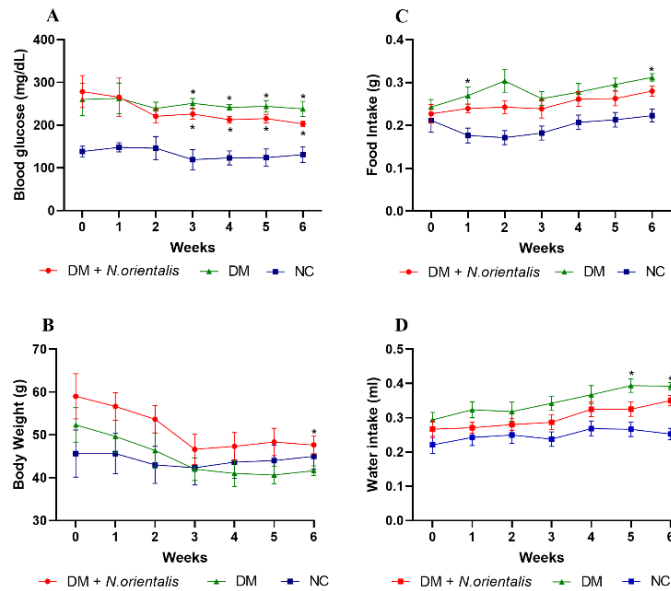 A
Blood glucose (mg/dL)
400
300
200
100
0
* * * *
* * * *
0 1 2 3 4 5 6
Weeks
DM + N.orientalis DM NC
C
Food Intake (g)
0.4
0.3
0.2
0.1
0.0
* *
0 1 2 3 4 5 6
Weeks
DM + N.orientalis DM NC
B
Body Weight (g)
70
60
50
40
30
*
0 1 2 3 4 5 6
Weeks
DM + N.orientalis DM NC
D
Water intake (ml)
0.5
0.4
0.3
0.2
0.1
0.0
* *
0 1 2 3 4 5 6
Weeks
DM + N.orientalis DM NC